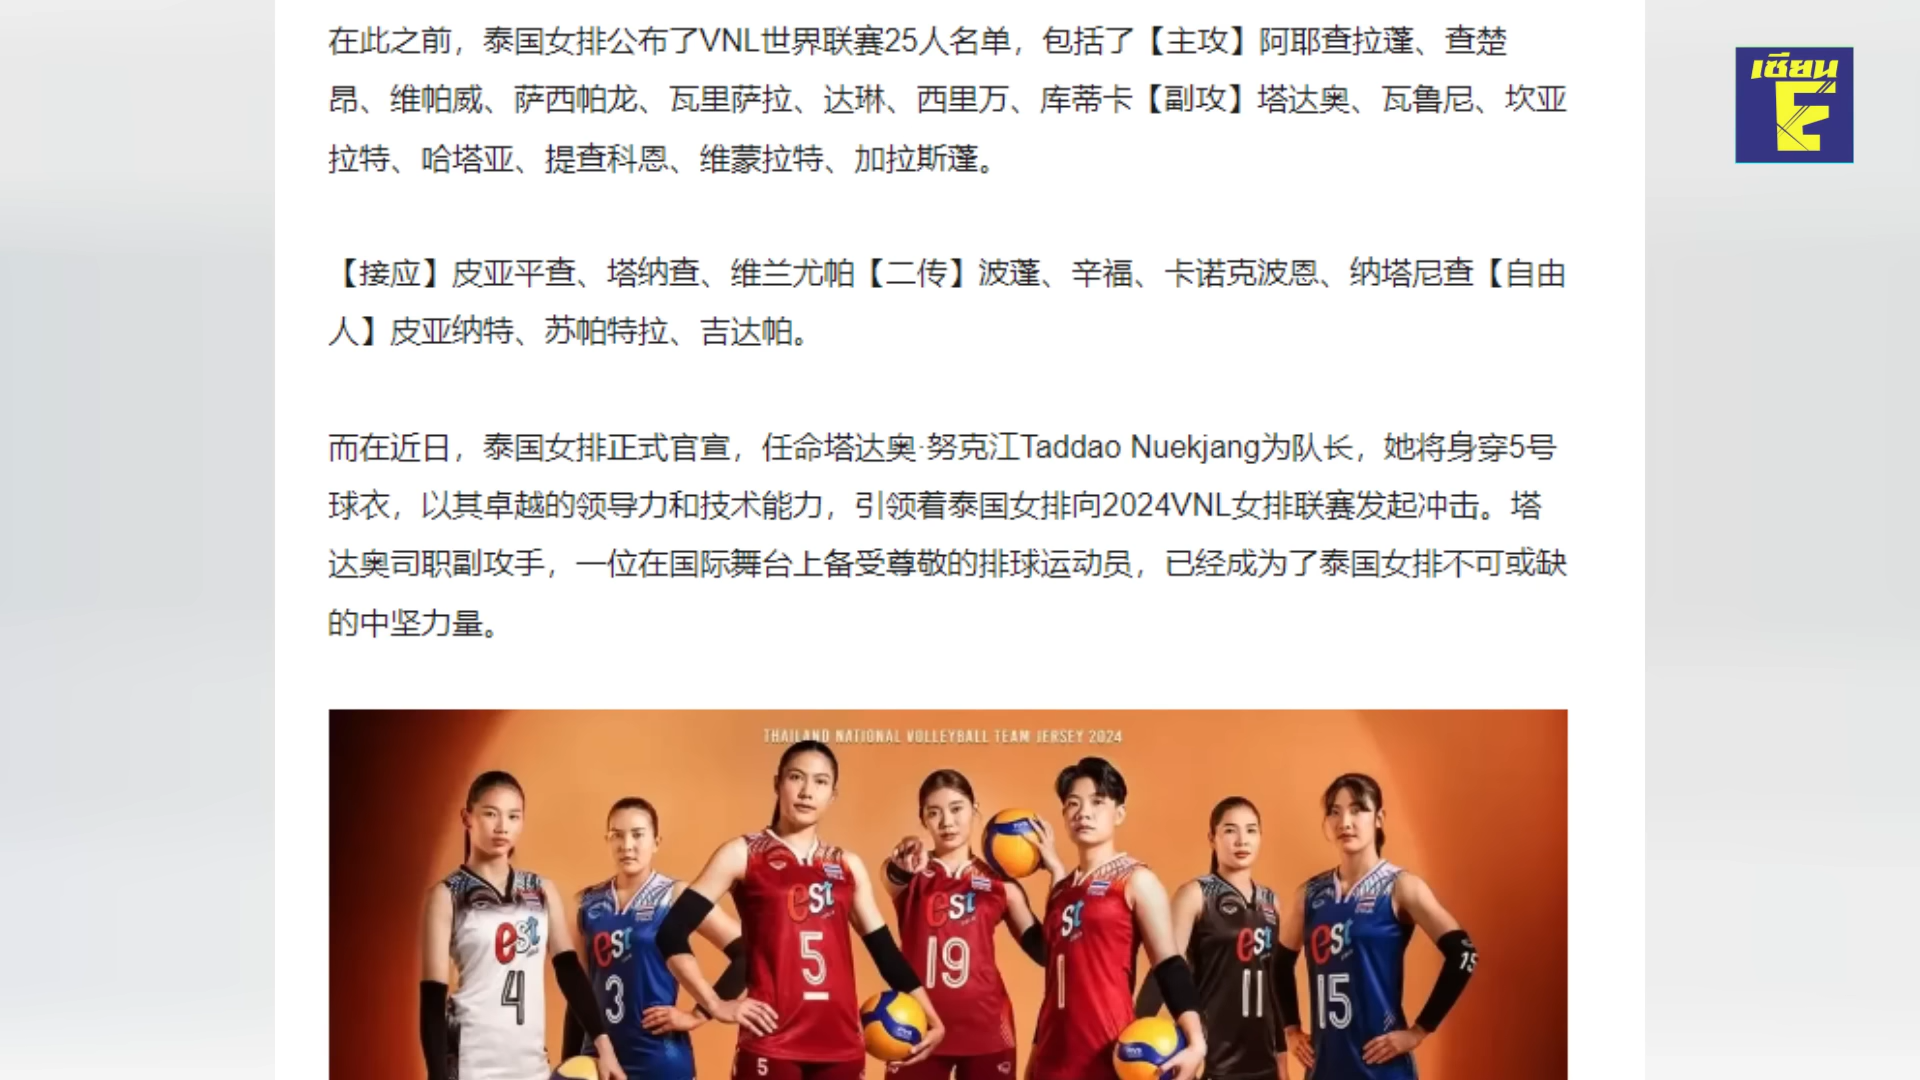 在此之前，泰国女排公布了VNL世界联赛25人名单，包括了【主攻】阿耶查拉蓬、查楚
昂、维帕威、萨西帕龙、瓦里萨拉、达琳、西里万、库蒂卡【副攻】塔达奥、瓦鲁尼、坎亚
拉特、哈塔亚、提查科恩、维蒙拉特、加拉斯蓬。
【接应】皮亚平查、塔纳查、维兰尤帕【二传】波蓬、辛福、卡诺克波恩、纳塔尼查【自由
人】皮亚纳特、苏帕特拉、吉达帕。
而在近日，泰国女排正式官宣，任命塔达奥·努克江Taddao Nuekjang为队长，她将身穿5号
球衣，以其卓越的领导力和技术能力，引领着泰国女排向2024VNL女排联赛发起冲击。塔
达奥司职副攻手，一位在国际舞台上备受尊敬的排球运动员，已经成为了泰国女排不可或缺
的中坚力量。
เซียน
E
THAILAND NATIONAL VOLLEYBALL TEAM JERSEY 2024
est
4
est
3
est
5
5
est
19
st
1
est
11
est
15
15